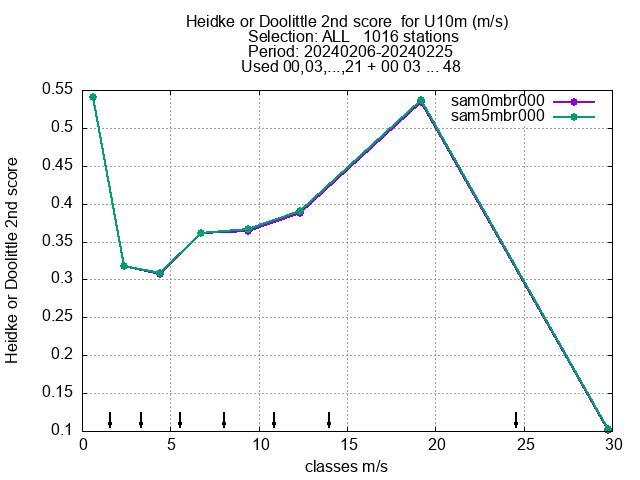 Heidke or Doolittle 2nd score  for U10m (m/s)
Selection: ALL   1016 stations
Period: 20240206-20240225
Used 00,03,...,21 + 00 03 ... 48
sam0mbr000
sam5mbr000
0.55
0.5
0.45
0.4
0.35
0.3
0.25
0.2
0.15
0.1
Heidke or Doolittle 2nd score
0 5 10 15 20 25 30
classes m/s